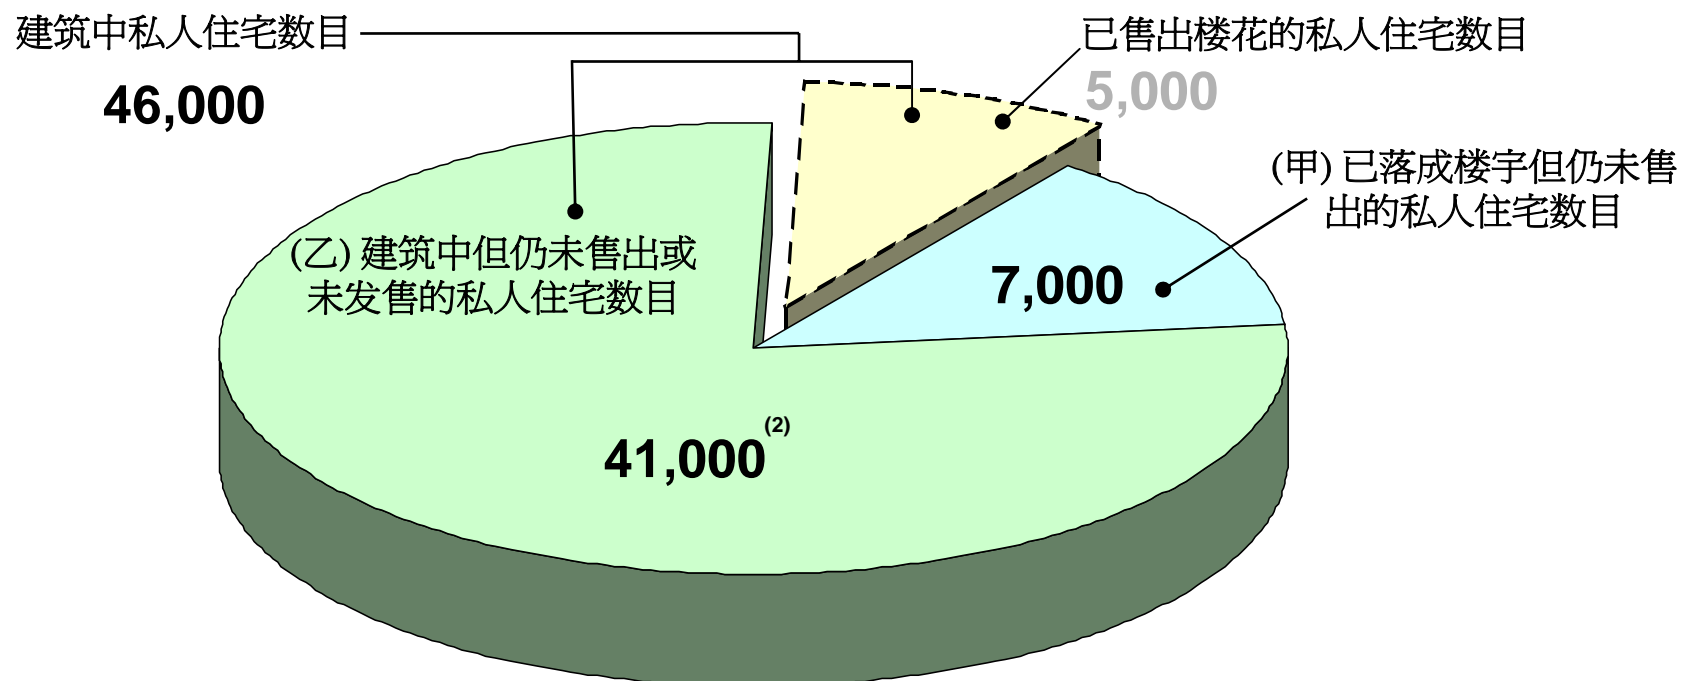 建筑中私人住宅数目
46,000
已售出楼花的私人住宅数目
5,000
(甲) 已落成楼宇但仍未售
出的私人住宅数目
7,000
(乙) 建筑中但仍未售出或
未发售的私人住宅数目
41,000(2)